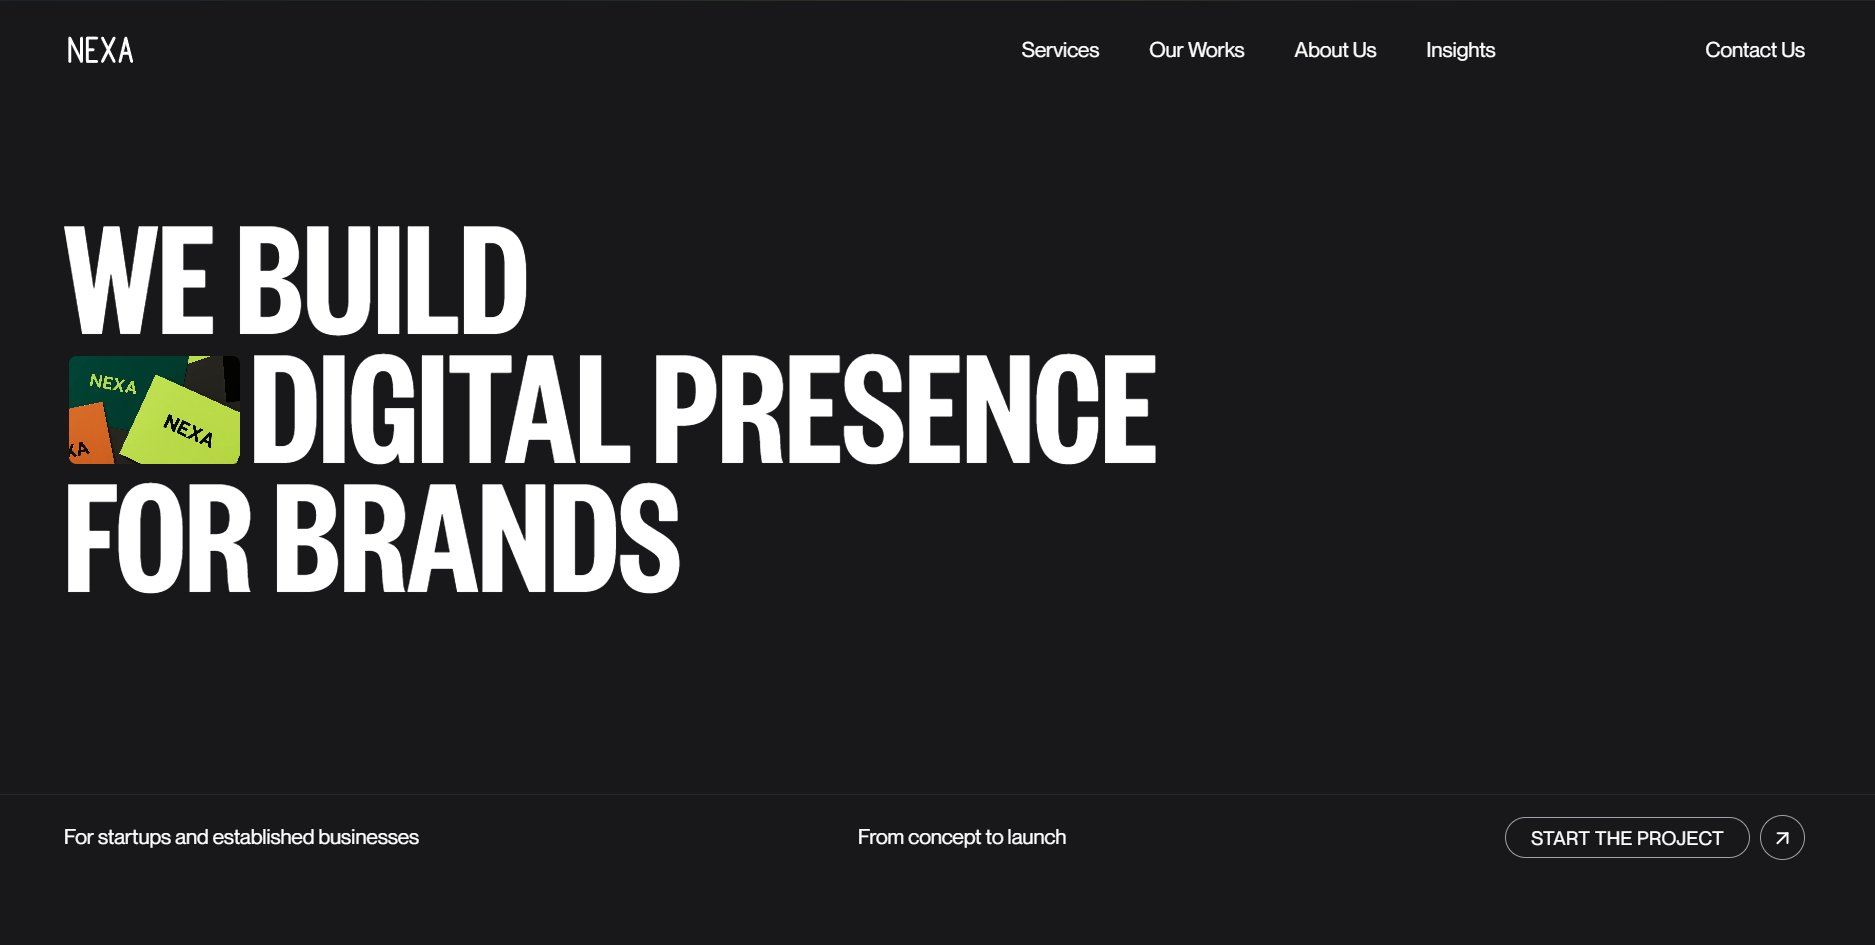 NEXA
Services Our Works About Us Insights Contact Us
WE BUILD
NEXA
NEXA
XA
DIGITAL PRESENCE
FOR BRANDS
For startups and established businesses
From concept to launch
START THE PROJECT